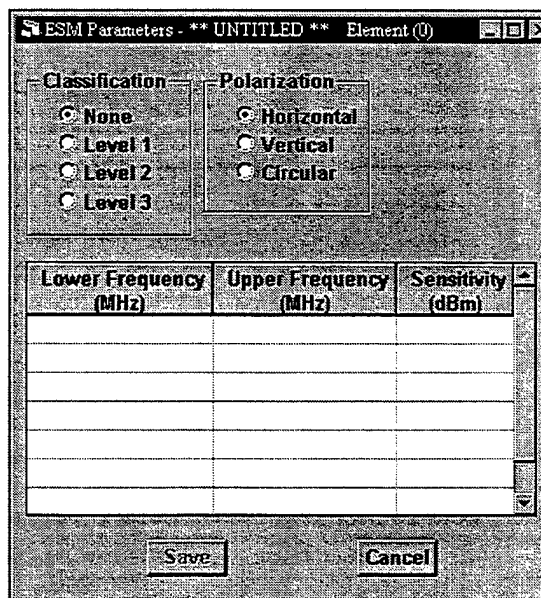 ESM Parameters - ** UNTITLED ** Element (U)
Classification
None
Level 1
Level 2
Level 3
Polarization
Horizontal
Vertical
Circular
Lower Frequency (MHz)
Upper Frequency (MHz)
Sensitivity (dBm)
Save
Cancel